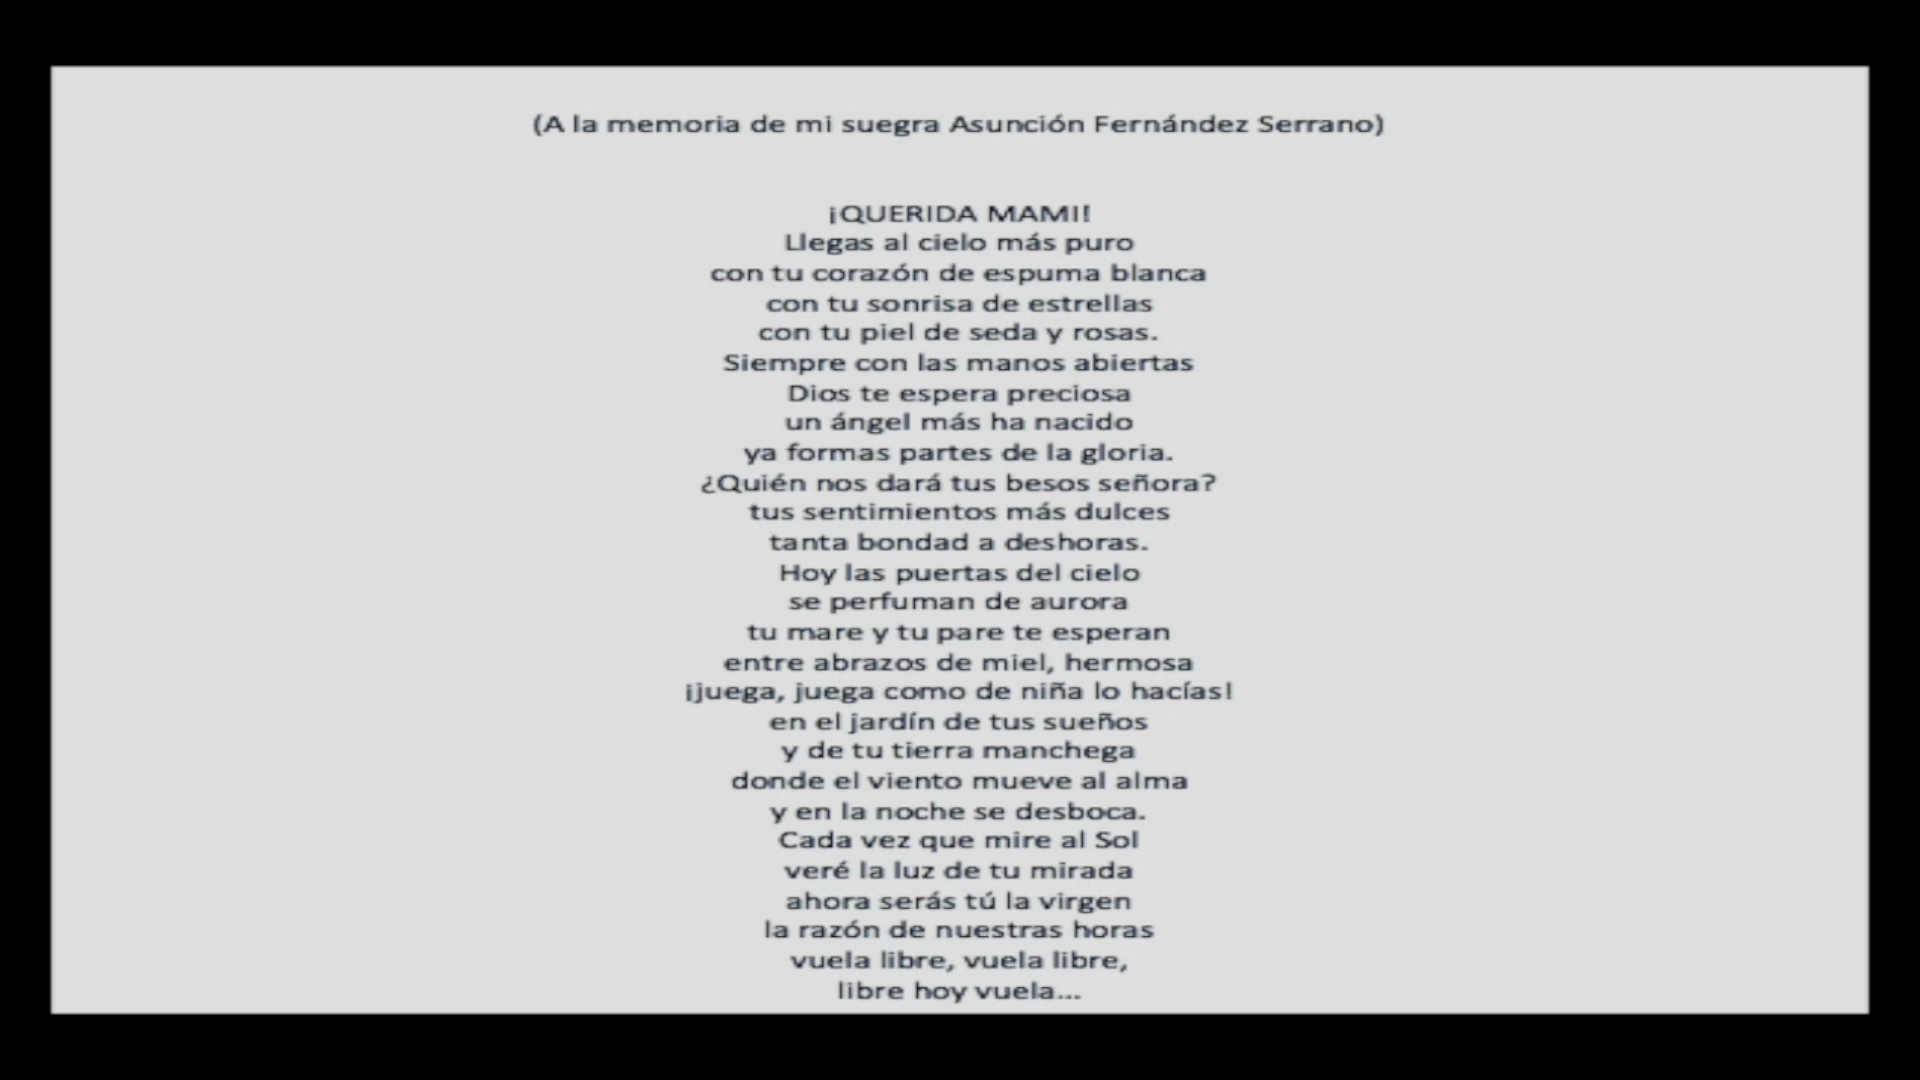 (A la memoria de mi suegra Asunción Fernández Serrano)
¡QUERIDA MAMI!
Llegas al cielo más puro
con tu corazón de espuma blanca
con tu sonrisa de estrellas
con tu piel de seda y rosas.
Siempre con las manos abiertas
Dios te espera preciosa
un ángel más ha nacido
ya formas partes de la gloria.
¿Quién nos dará tus besos señora?
tus sentimientos más dulces
tanta bondad a deshoras.
Hoy las puertas del cielo
se perfuman de aurora
tu mare y tu pare te esperan
entre abrazos de miel, hermosa
¡juega, juega como de niña lo hacías!
en el jardín de tus sueños
y de tu tierra manchega
donde el viento mueve al alma
y en la noche se desboca.
Cada vez que mire al Sol
veré la luz de tu mirada
ahora serás tú la virgen
la razón de nuestras horas
vuela libre, vuela libre,
libre hoy vuela...